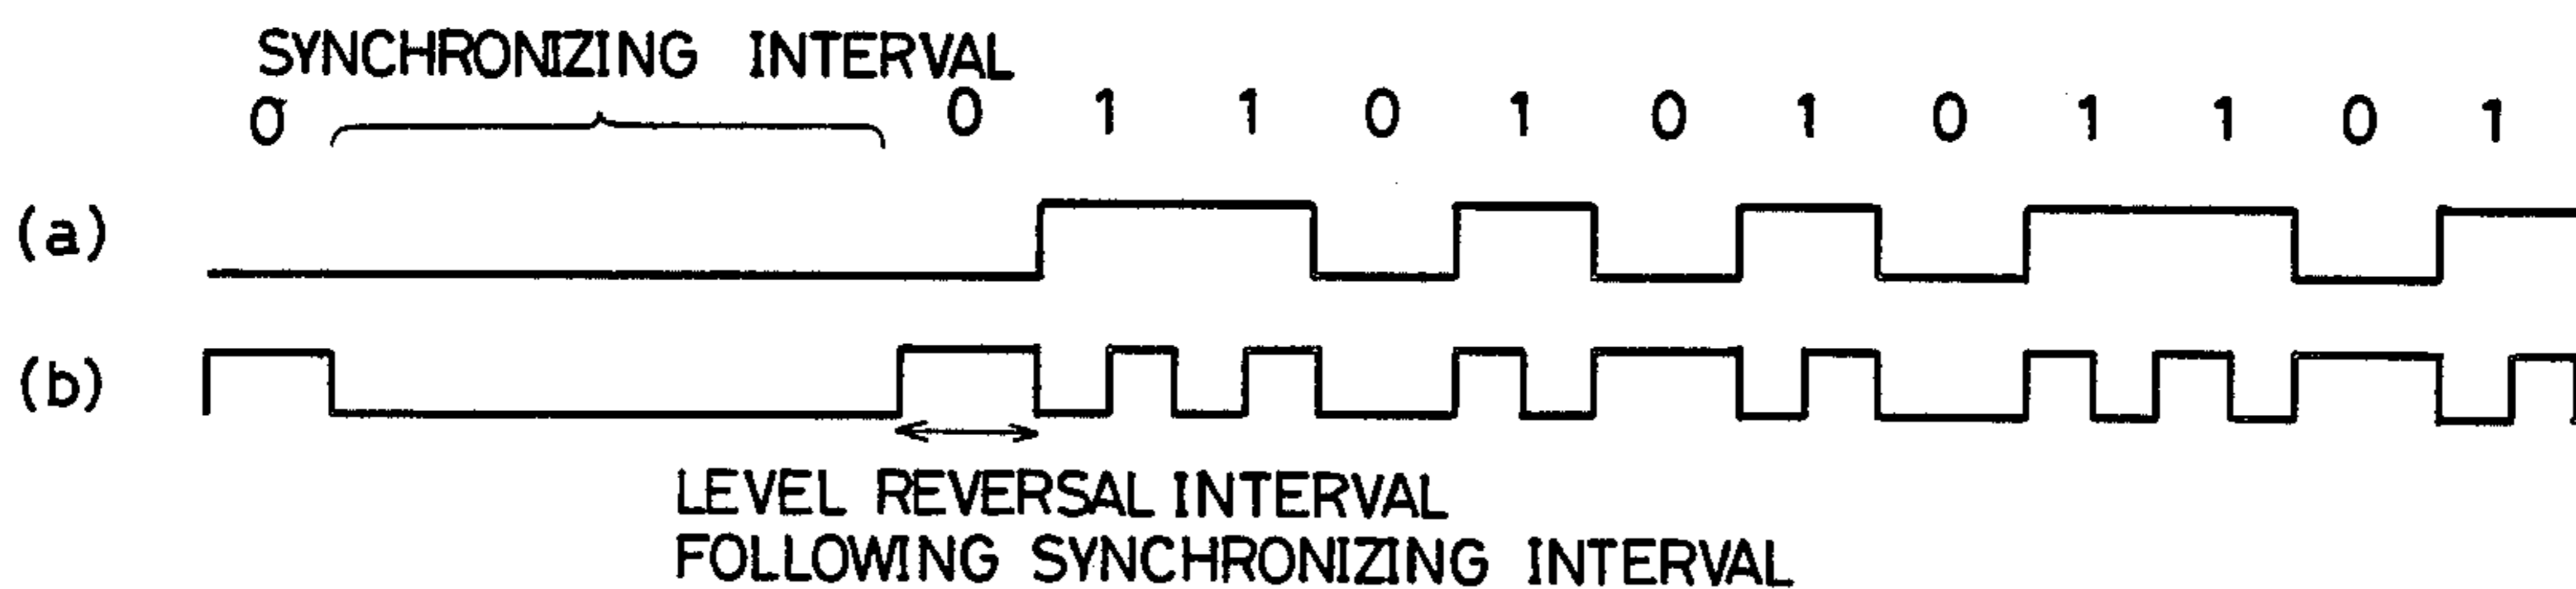 SYNCHRONIZING INTERVAL
0 0 1 1 0 1 0 1 0 1 1 0 1
(a)
(b)
LEVEL REVERSAL INTERVAL
FOLLOWING SYNCHRONIZING INTERVAL